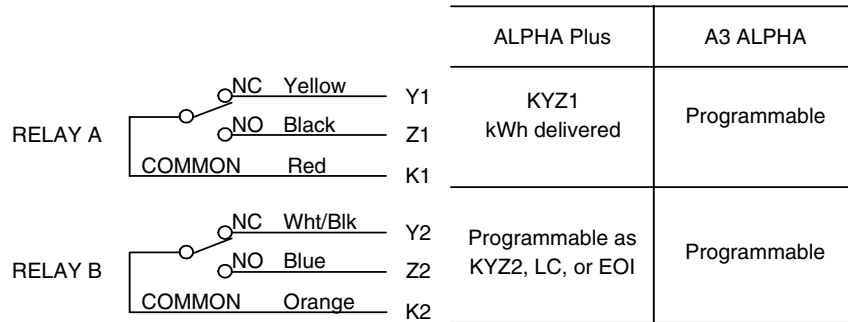 ALPHA Plus A3 ALPHA
NC Yellow Y1
RELAY A NO Black Z1
COMMON Red K1
KYZ1
kWh delivered
Programmable
NC Wht/Blk Y2
RELAY B NO Blue Z2
COMMON Orange K2
Programmable as
KYZ2, LC, or EOI
Programmable